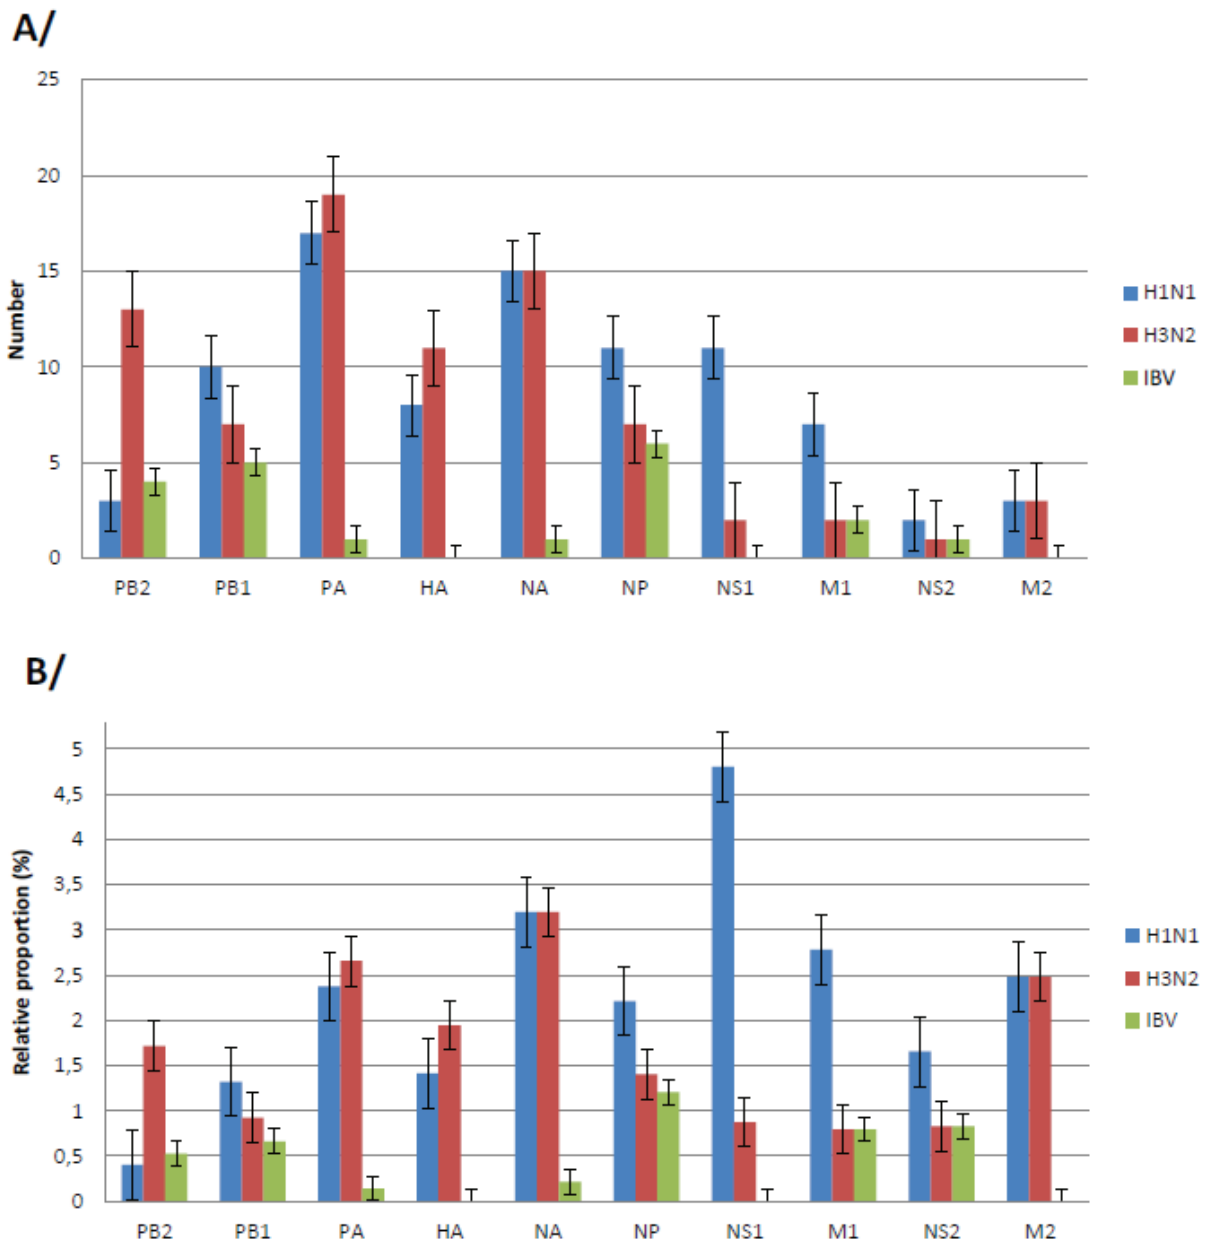 A/
25
20
15
10
5
0
Number
PB2 PB1 PA HA NA NP NS1 M1 NS2 M2
H1N1
H3N2
IBV
B/
5
4,5
4
3,5
3
2,5
2
1,5
1
0,5
0
Relative proportion (%)
PB2 PB1 PA HA NA NP NS1 M1 NS2 M2
H1N1
H3N2
IBV